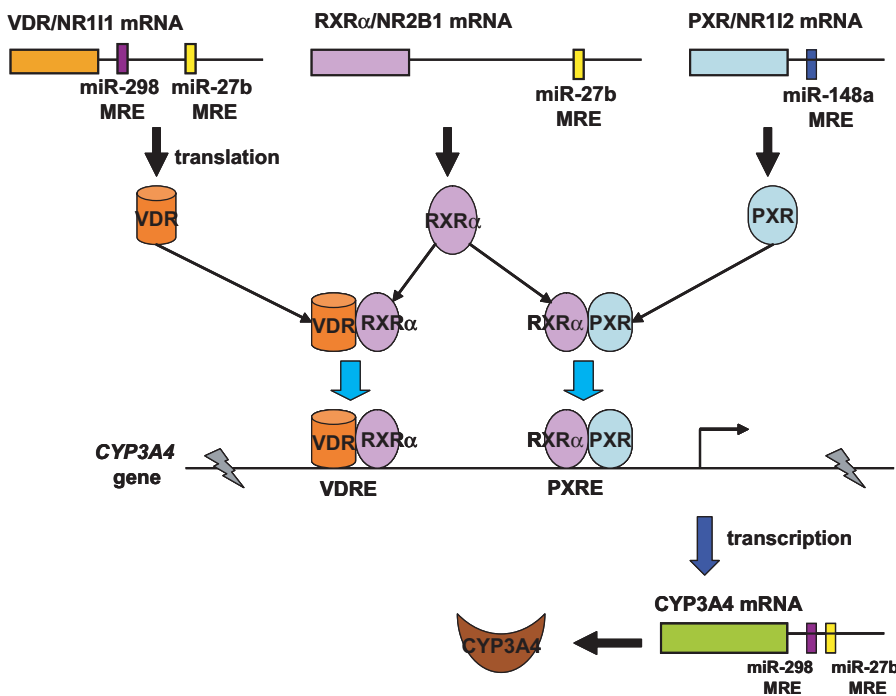 VDR/NR1I1 mRNA
RXRα/NR2B1 mRNA
PXR/NR1I2 mRNA
miR-298
MRE
miR-27b
MRE
miR-27b
MRE
miR-148a
MRE
translation
VDR
RXRα
PXR
VDR
RXRα
RXRα
PXR
VDR
RXRα
RXRα
PXR
CYP3A4
gene
VDRE
PXRE
transcription
CYP3A4 mRNA
CYP3A4
miR-298
MRE
miR-27b
MRE